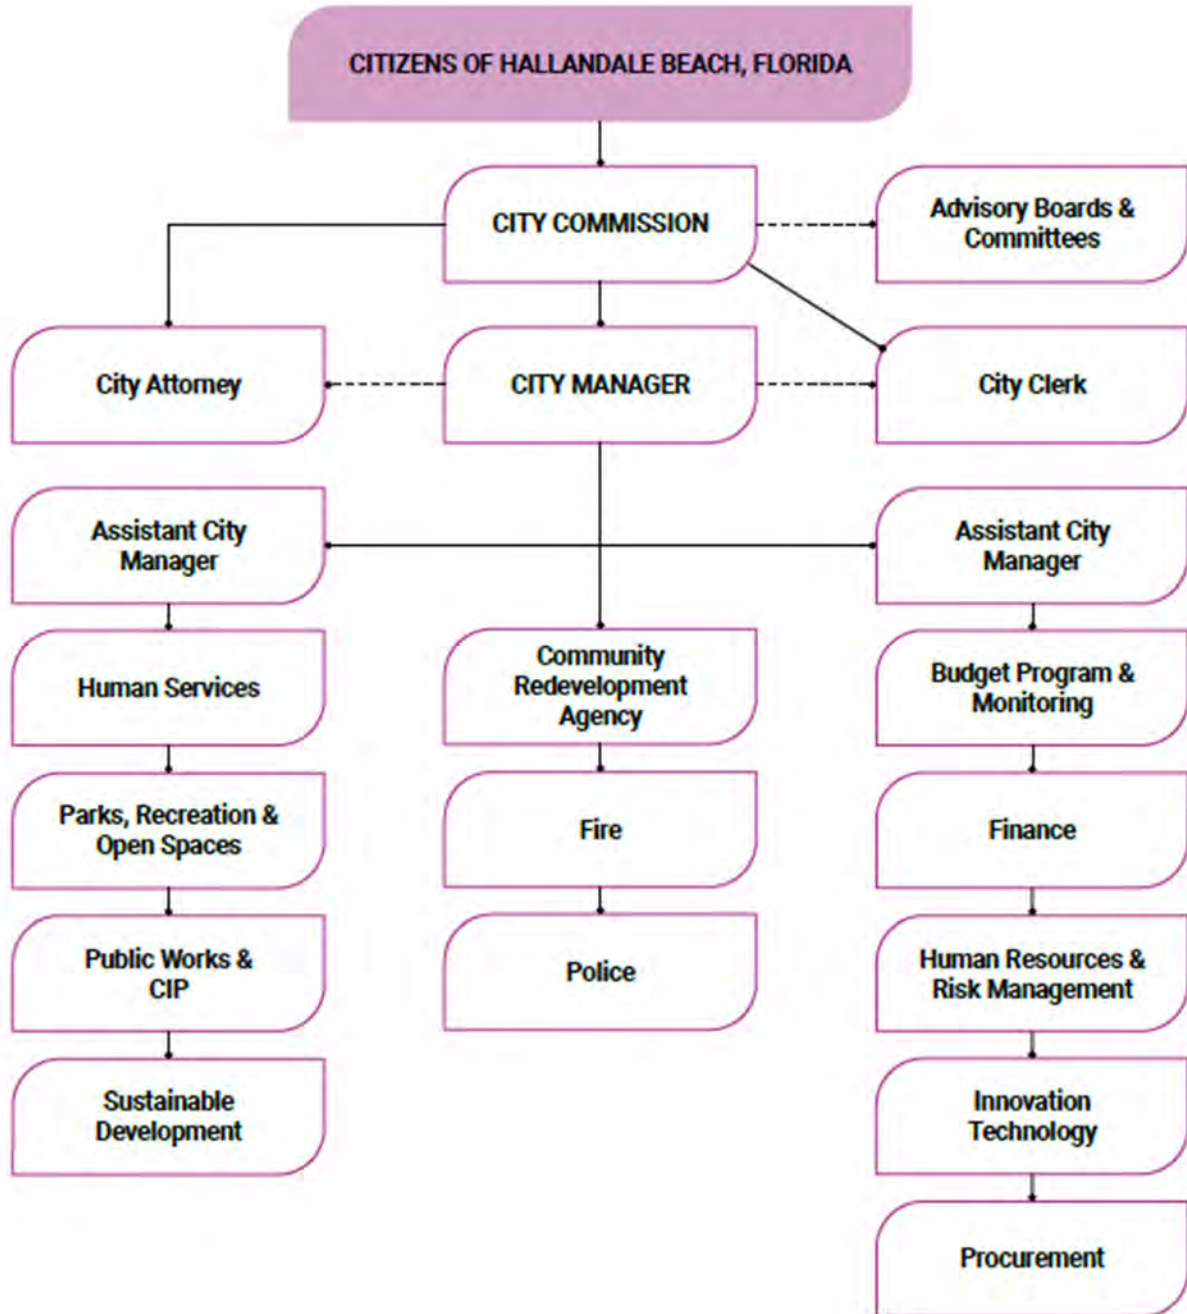 CITIZENS OF HALLANDALE BEACH, FLORIDA
CITY COMMISSION
Advisory Boards &
Committees
City Attorney
CITY MANAGER
City Clerk
Assistant City
Manager
Assistant City
Manager
Human Services
Community
Redevelopment
Agency
Budget Program &
Monitoring
Parks, Recreation &
Open Spaces
Fire
Finance
Public Works &
CIP
Police
Human Resources &
Risk Management
Sustainable
Development
Innovation
Technology
Procurement